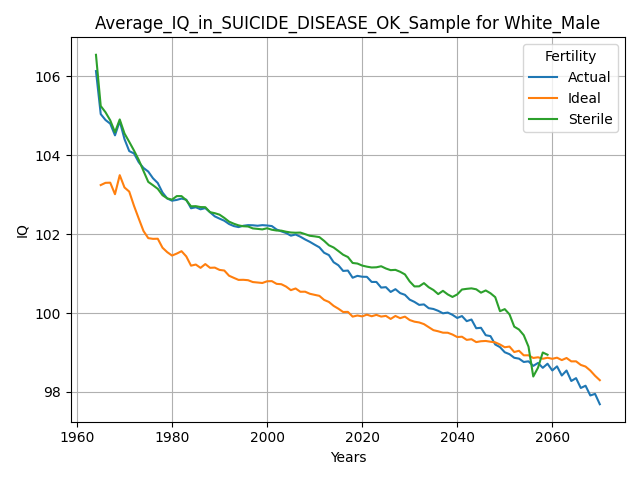 Average_IQ_in_SUICIDE_DISEASE_OK_Sample for White_Male
Fertility
Actual
Ideal
Sterile
IQ
106
104
102
100
98
1960
1980
2000
2020
2040
2060
Years